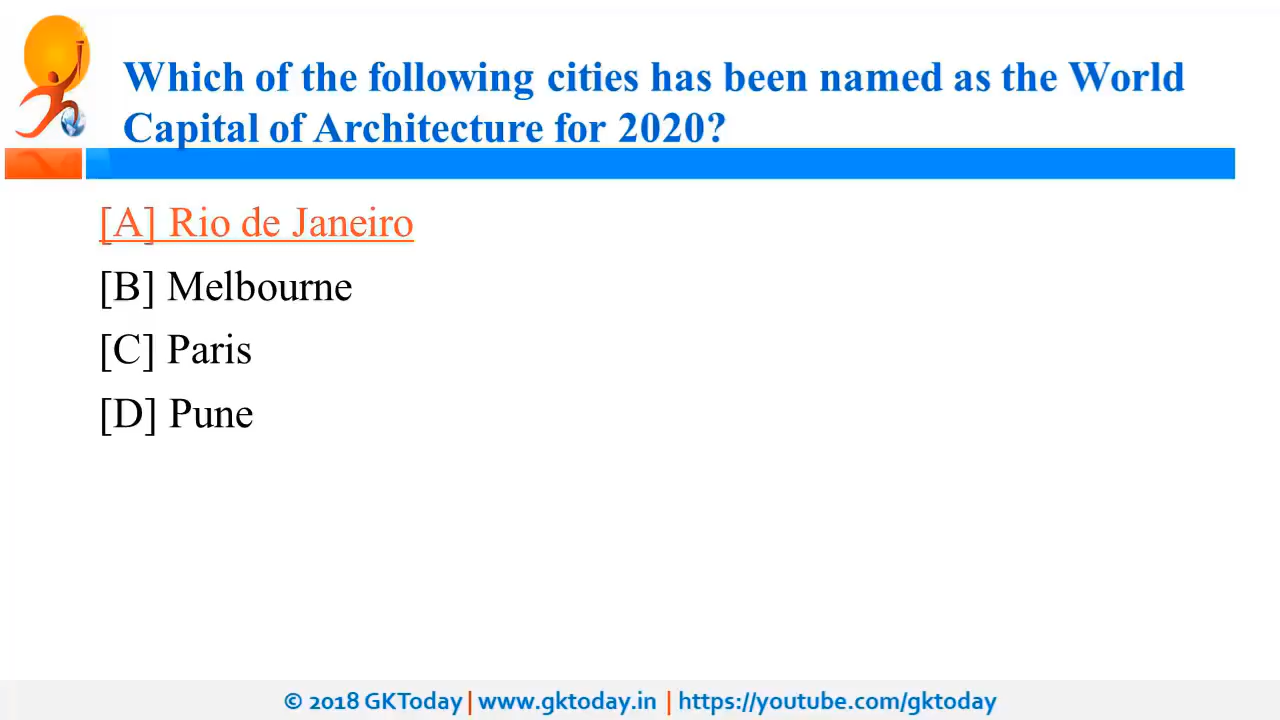 Which of the following cities has been named as the World
Capital of Architecture for 2020?
[A] Rio de Janeiro
[B] Melbourne
[C] Paris
[D] Pune
© 2018 GKToday | www.gktoday.in | https://youtube.com/gktoday